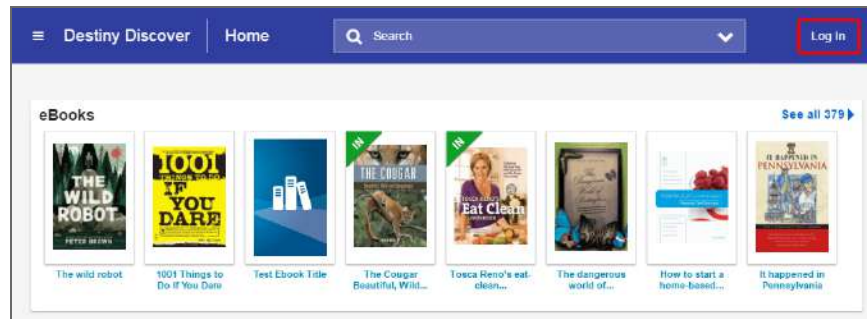 Destiny Discover Home Search Log In
eBooks See all 379
IN IN
THE
WILD
ROBOT
PETER BROWN
1001
THINGS TO DO
IF
YOU
DARE
THE COUGAR
TOSCA RENO'S
Eat Clean
IT HAPPENED IN
PENNSYLVANIA
The wild robot
1001 Things to
Do If You Dare
Test Ebook Title
The Cougar
Beautiful, Wild...
Tosca Reno's eat-
clean...
The dangerous
world of...
How to start a
home-based...
It happened in
Pennsylvania